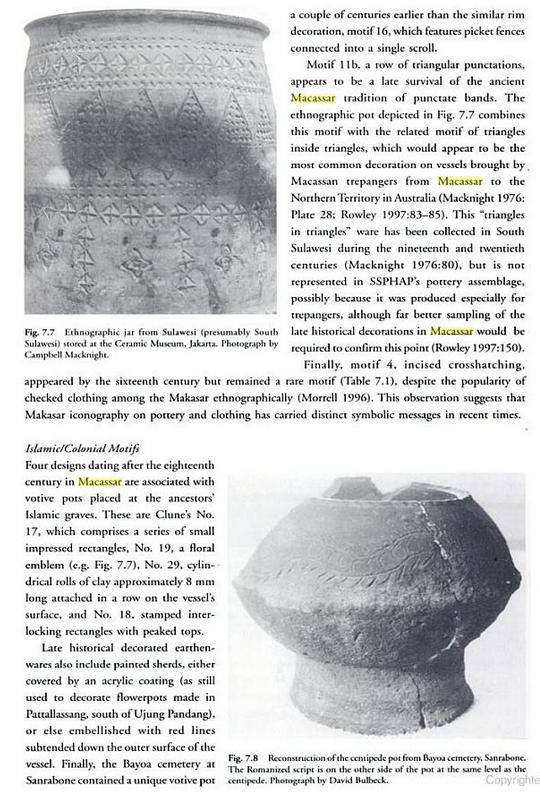 a couple of centuries earlier than the similar rim
decoration, motif 16, which features picket fences
connected into a single scroll.
Motif 11b, a row of triangular punctations,
appears to be a late survival of the ancient
Macassar tradition of punctate bands. The
ethnographic pot depicted in Fig. 7.7 combines
this motif with the related motif of triangles
inside triangles, which would appear to be the
most common decoration on vessels brought by
Macassan trepangers from Macassar to the
Northern Territory in Australia (Macknight 1976:
Plate 28; Rowley 1997:83–85). This “triangles
in triangles” ware has been collected in South
Sulawesi during the nineteenth and twentieth
centuries (Macknight 1976:80), but is not
represented in SSPHAP's pottery assemblage,
possibly because it was produced especially for
trepangers, although far better sampling of the
late historical decorations in Macassar would be
required to confirm this point (Rowley 1997:150).
Finally, motif 4, incised crosshatching,
Fig. 7.7 Ethnographic jar from Sulawesi (presumably South
Sulawesi) stored at the Ceramic Museum, Jakarta. Photograph by
Campbell Macknight.
apppeared by the sixteenth century but remained a rare motif (Table 7.1), despite the popularity of
checked clothing among the Makasar ethnographically (Morrell 1996). This observation suggests that
Makasar iconography on pottery and clothing has carried distinct symbolic messages in recent times.
Islamic/Colonial Motifs
Four designs dating after the eighteenth
century in Macassar are associated with
votive pots placed at the ancestors'
Islamic graves. These are Clune's No.
17, which comprises a series of small
impressed rectangles, No. 19, a floral
emblem (e.g. Fig. 7.7), No. 29, cylin-
drical rolls of clay approximately 8 mm
long attached in a row on the vessel's
surface, and No. 18, stamped inter-
locking rectangles with peaked tops.
Late historical decorated earthen-
wares also include painted sherds, either
covered by an acrylic coating (as still
used to decorate flowerpots made in
Pattallassang, south of Ujung Pandang),
or else embellished with red lines
subtended down the outer surface of the
vessel. Finally, the Bayoa cemetery at
Sanrabone contained a unique votive pot
Fig. 7.8 Reconstruction of the centipede pot from Bayoa cemetery, Sanrabone.
The Romanized script is on the other side of the pot at the same level as the
centipede. Photograph by David Bulbeck.
Copyrighte